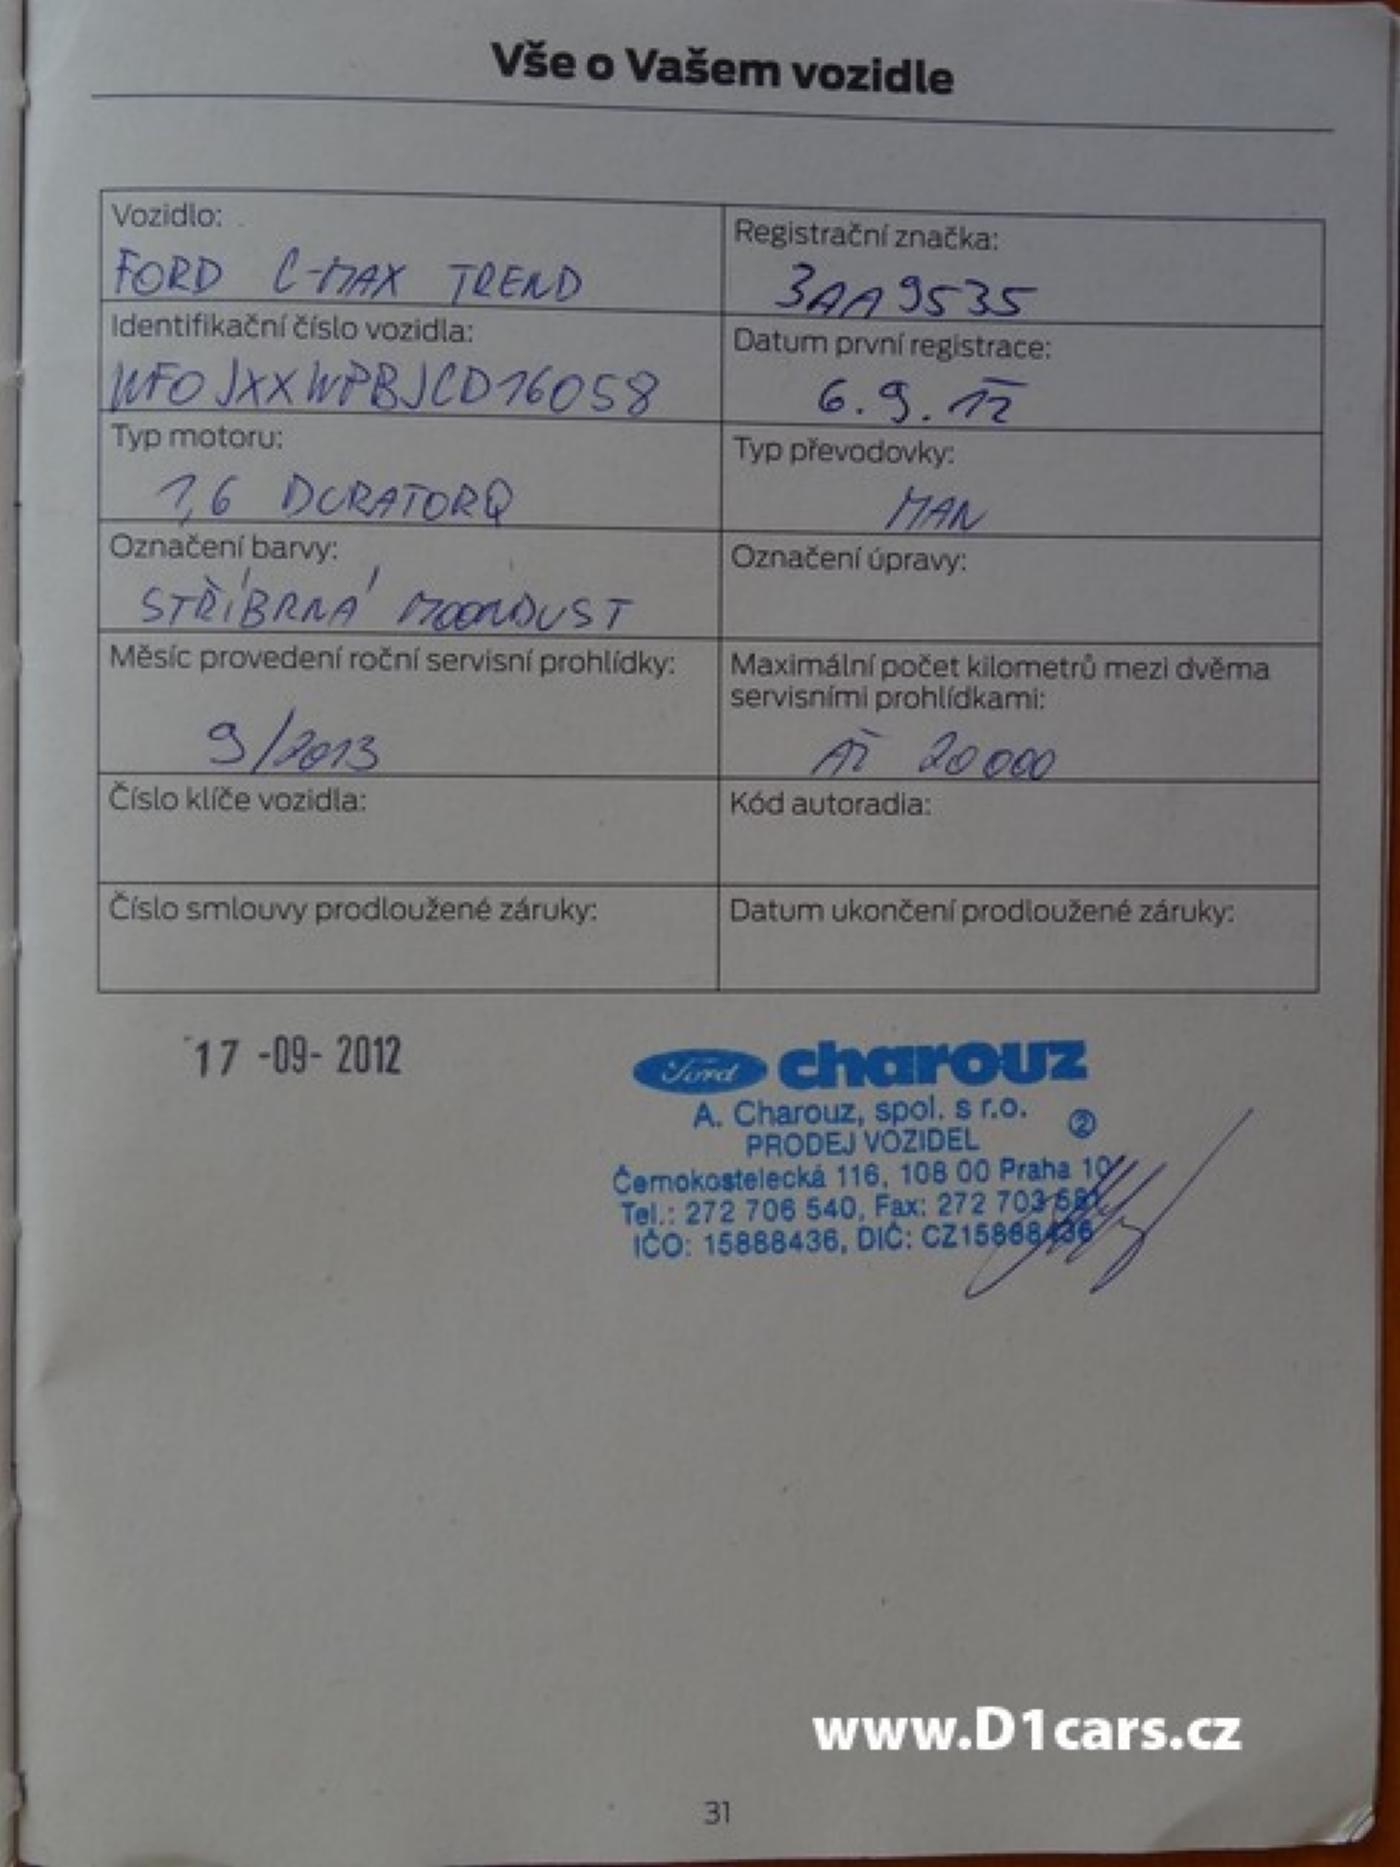 Vše o Vašem vozidle
Vozidlo:
FORD C-MAX TREND
Registrační značka:
3AA9535
Identifikační číslo vozidla:
WF0JXXWPBJCD16058
Datum první registrace:
6.9.12
Typ motoru:
1,6 DURATORQ
Typ převodovky:
MAN
Označení barvy:
STŘÍBRNÁ MOONDUST
Označení úpravy:
Měsíc provedení roční servisní prohlídky:
9/2013
Maximální počet kilometrů mezi dvěma
servisními prohlídkami:
AŽ 20000
Číslo klíče vozidla:
Kód autoradia:
Číslo smlouvy prodloužené záruky:
Datum ukončení prodloužené záruky:
17 -09- 2012
Ford charouz
A. Charouz, spol. s r.o.
2
PRODEJ VOZIDEL
Černokostelecká 116, 108 00 Praha 10
Tel.: 272 706 540, Fax: 272 703 581
IČO: 15888436, DIČ: CZ15888436
www.D1cars.cz
31